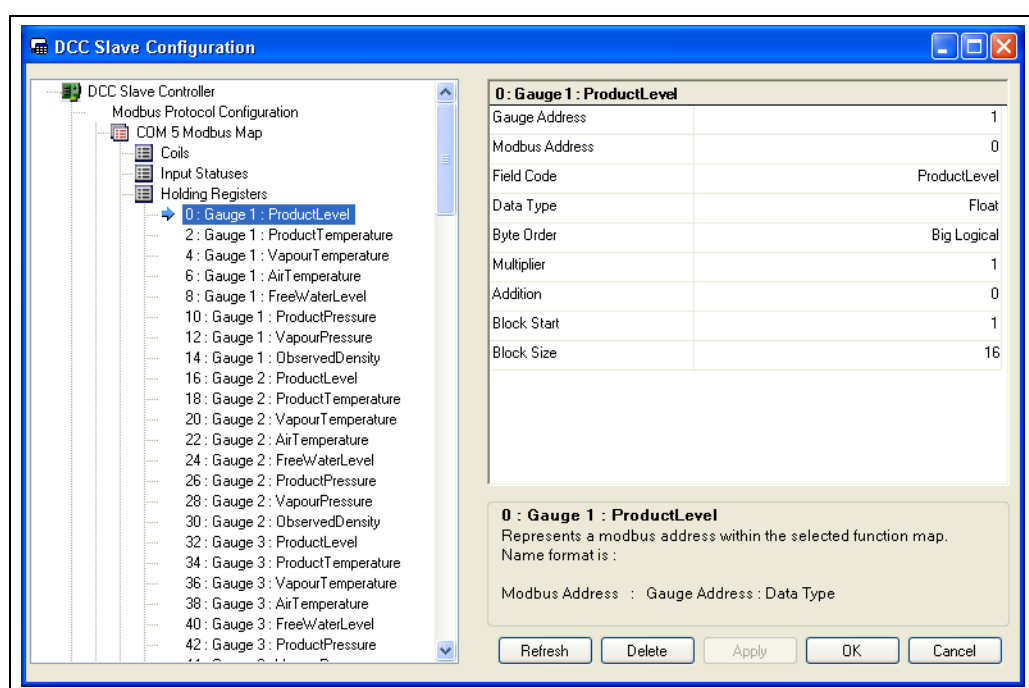 DCC Slave Configuration
DCC Slave Controller
Modbus Protocol Configuration
COM 5 Modbus Map
Coils
Input Statuses
Holding Registers
0 : Gauge 1 : ProductLevel
2 : Gauge 1 : ProductTemperature
4 : Gauge 1 : VapourTemperature
6 : Gauge 1 : AirTemperature
8 : Gauge 1 : FreeWaterLevel
10 : Gauge 1 : ProductPressure
12 : Gauge 1 : VapourPressure
14 : Gauge 1 : ObservedDensity
16 : Gauge 2 : ProductLevel
18 : Gauge 2 : ProductTemperature
20 : Gauge 2 : VapourTemperature
22 : Gauge 2 : AirTemperature
24 : Gauge 2 : FreeWaterLevel
26 : Gauge 2 : ProductPressure
28 : Gauge 2 : VapourPressure
30 : Gauge 2 : ObservedDensity
32 : Gauge 3 : ProductLevel
34 : Gauge 3 : ProductTemperature
36 : Gauge 3 : VapourTemperature
38 : Gauge 3 : AirTemperature
40 : Gauge 3 : FreeWaterLevel
42 : Gauge 3 : ProductPressure
0 : Gauge 1 : ProductLevel
Gauge Address 1
Modbus Address 0
Field Code ProductLevel
Data Type Float
Byte Order Big Logical
Multiplier 1
Addition 0
Block Start 1
Block Size 16
0 : Gauge 1 : ProductLevel
Represents a modbus address within the selected function map.
Name format is :
Modbus Address : Gauge Address : Data Type
Refresh Delete Apply OK Cancel